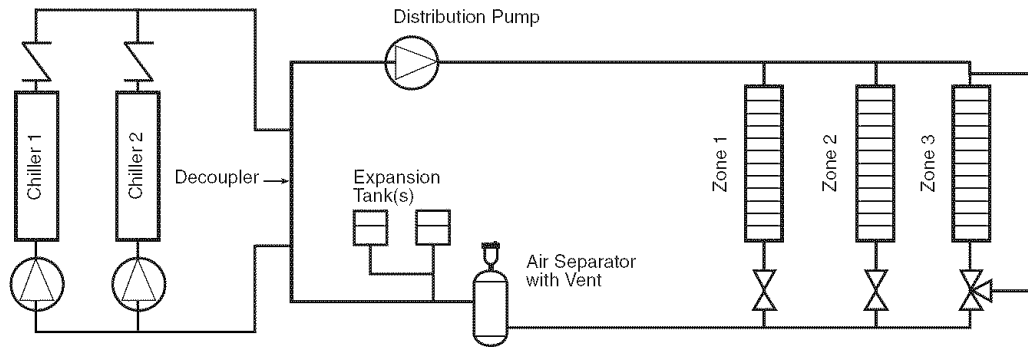 Distribution Pump
Chiller 1
Chiller 2
Decoupler
Expansion
Tank(s)
Zone 1
Zone 2
Zone 3
Air Separator
with Vent